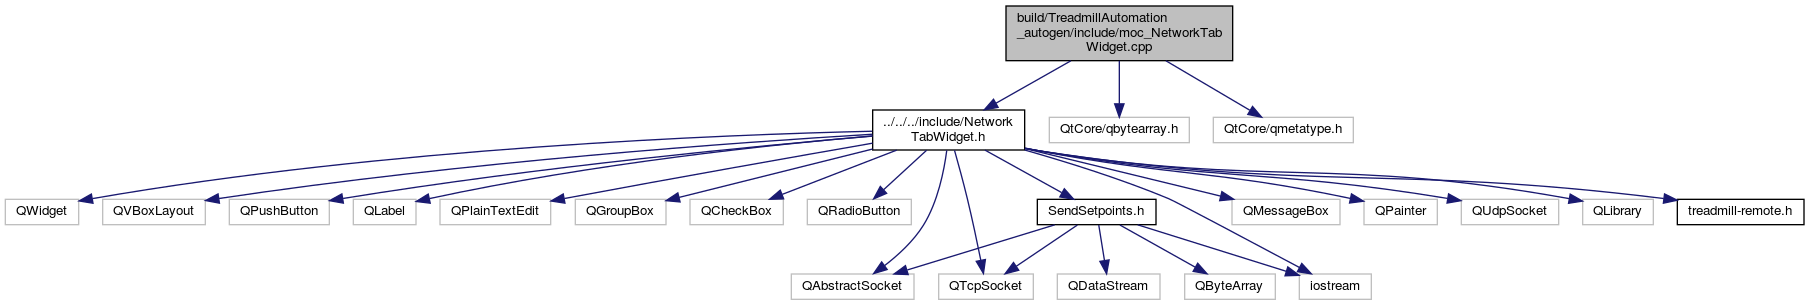 build/TreadmillAutomation
_autogen/include/moc_NetworkTab
Widget.cpp
../../../include/Network
TabWidget.h
QtCore/qbytearray.h
QtCore/qmetatype.h
QWidget
QVBoxLayout
QPushButton
QLabel
QPlainTextEdit
QGroupBox
QCheckBox
QRadioButton
SendSetpoints.h
QMessageBox
QPainter
QUdpSocket
QLibrary
treadmill-remote.h
QAbstractSocket
QTcpSocket
QDataStream
QByteArray
iostream